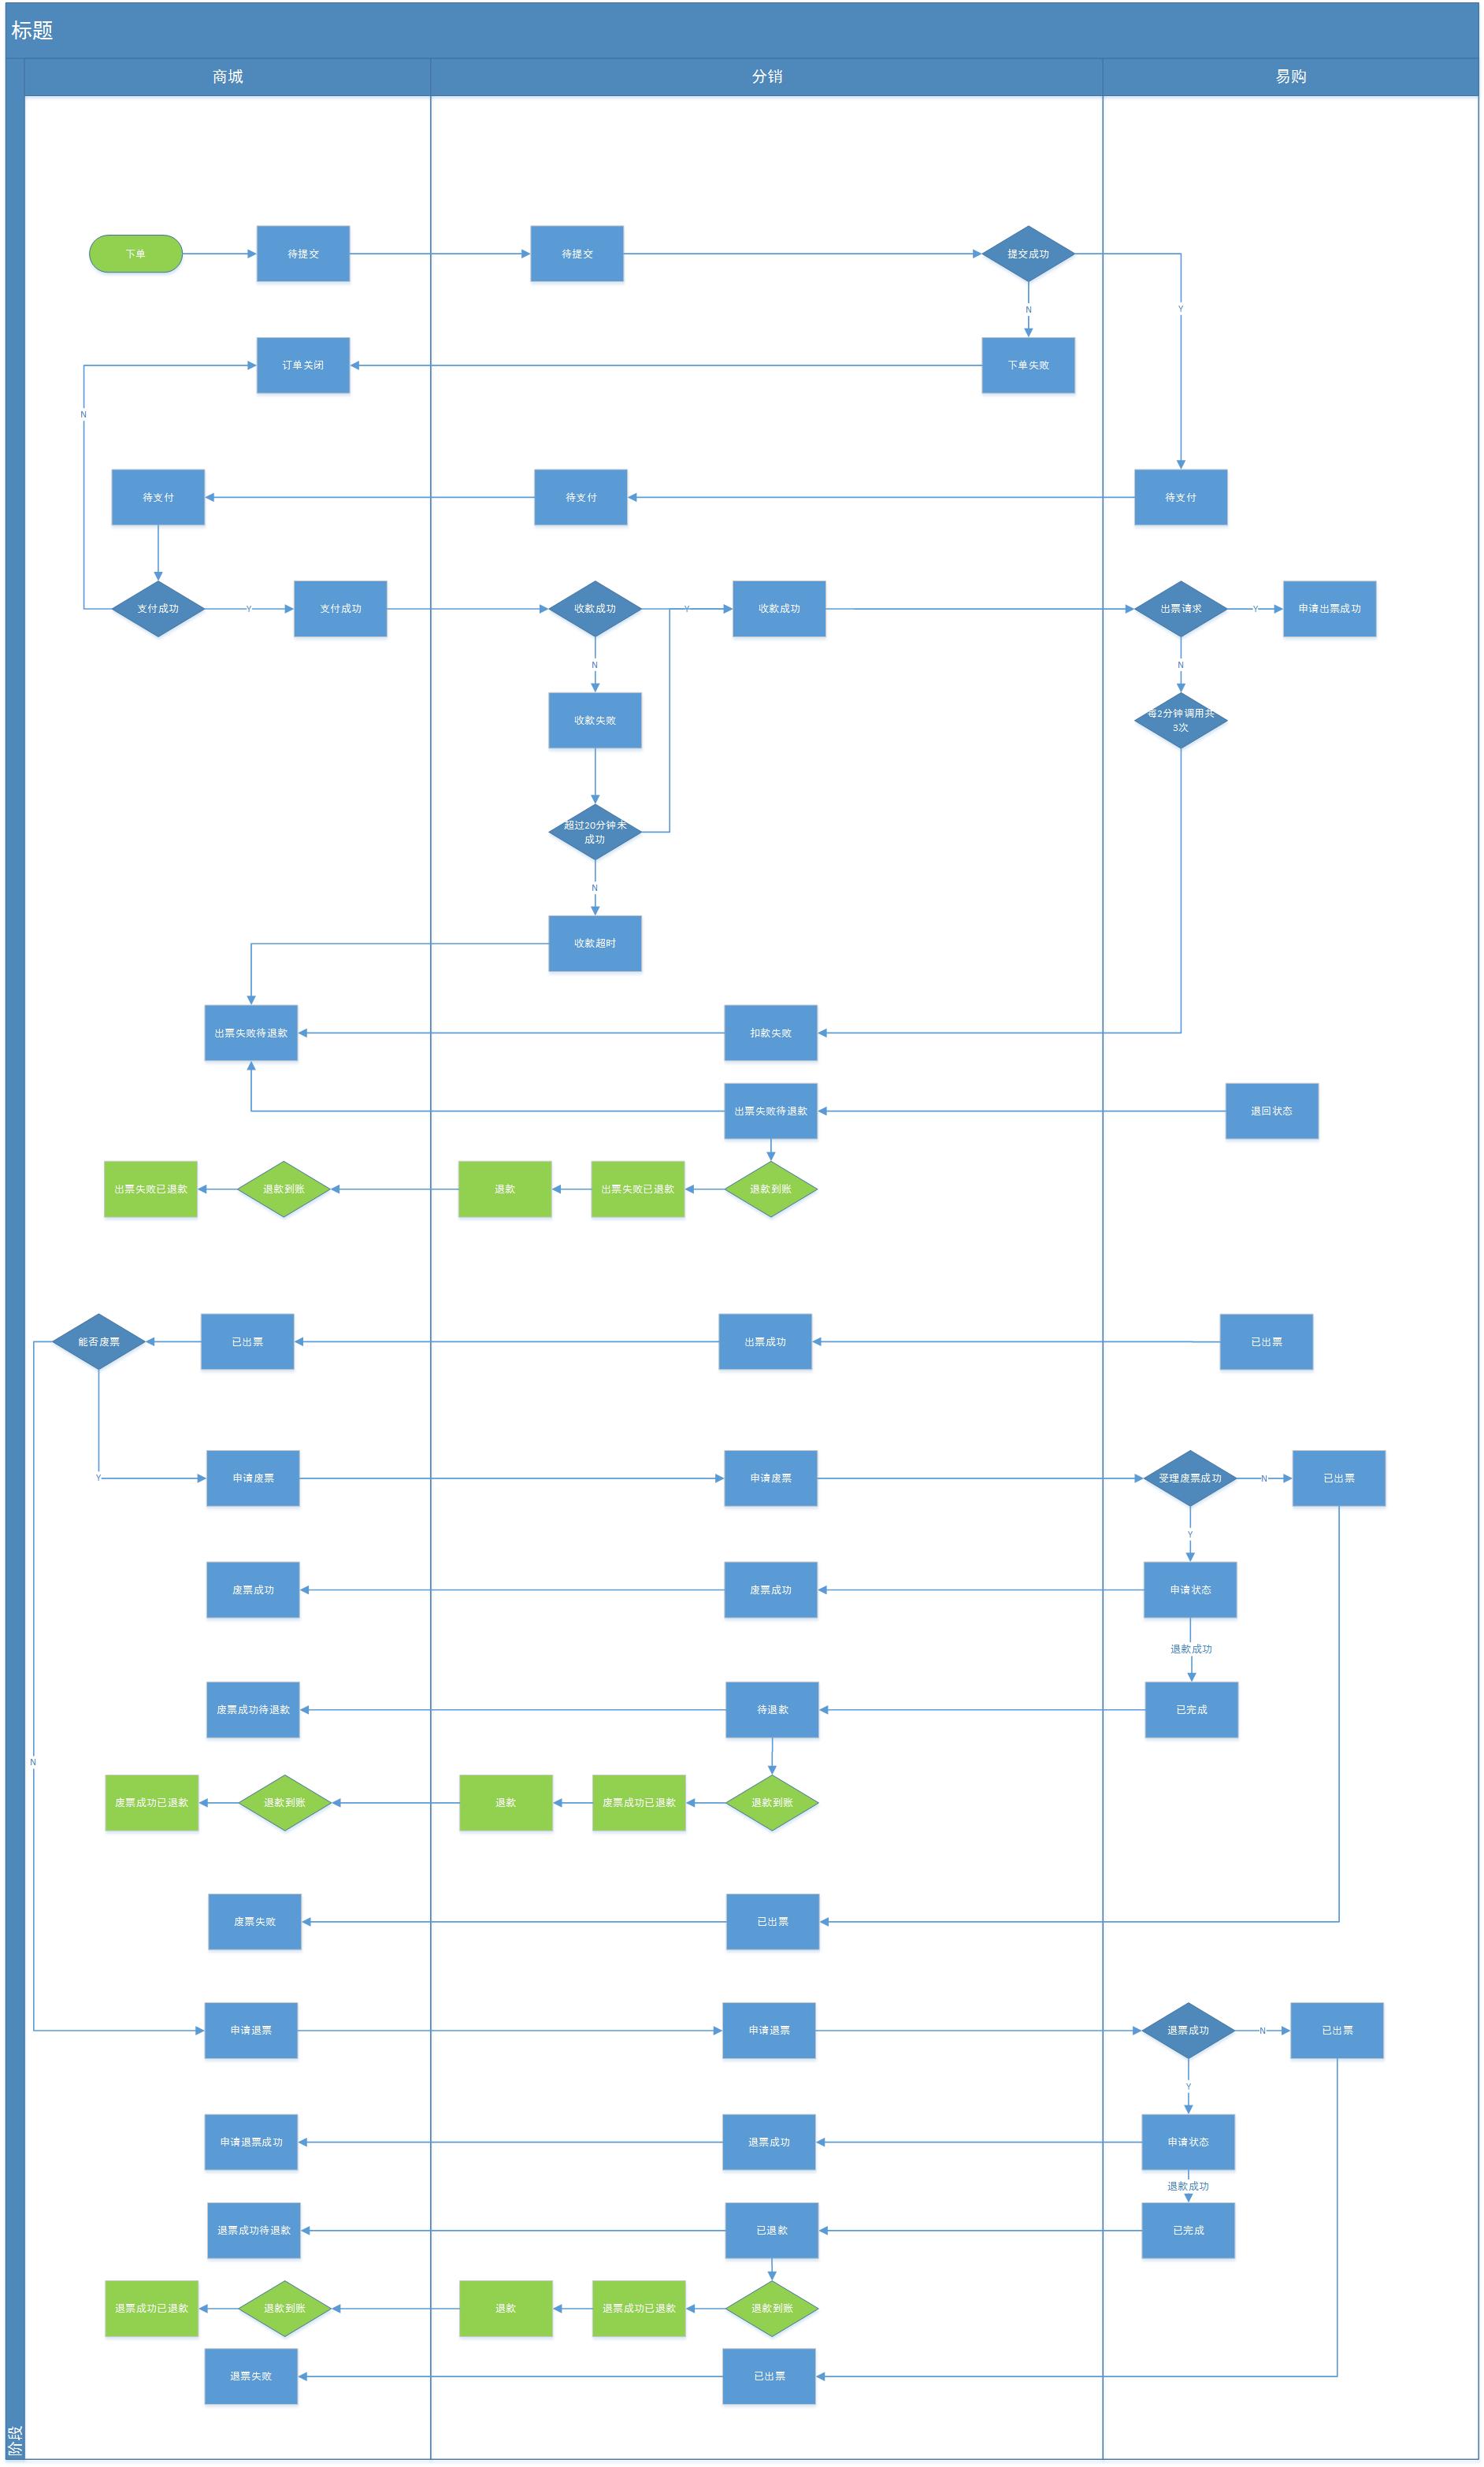 标题
商城
分销
易购
下单
待提交
待提交
提交成功
N
Y
订单关闭
下单失败
N
待支付
待支付
待支付
支付成功
Y
支付成功
收款成功
Y
收款成功
出票请求
Y
申请出票成功
N
N
收款失败
每2分钟调用共
3次
超过20分钟未
成功
N
收款超时
出票失败待退款
扣款失败
出票失败待退款
退回状态
出票失败已退款
退款到账
退款
出票失败已退款
退款到账
能否废票
已出票
出票成功
已出票
Y
申请废票
申请废票
受理废票成功
N
已出票
Y
废票成功
废票成功
申请状态
退款成功
废票成功待退款
待退款
已完成
N
废票成功已退款
退款到账
退款
废票成功已退款
退款到账
废票失败
已出票
申请退票
申请退票
退票成功
N
已出票
Y
申请退票成功
退票成功
申请状态
退款成功
退票成功待退款
已退款
已完成
退票成功已退款
退款到账
退款
退票成功已退款
退款到账
退票失败
已出票
阶段